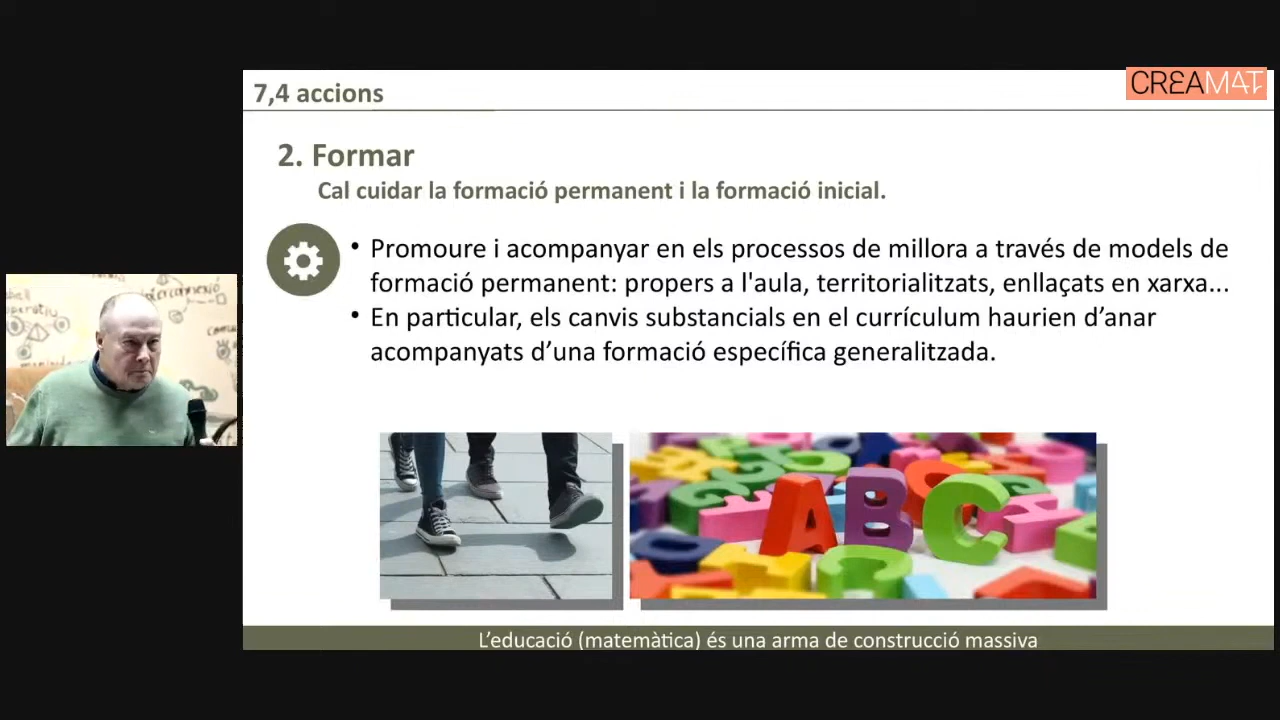 7,4 accions
CREAMAT
2. Formar
Cal cuidar la formació permanent i la formació inicial.
• Promoure i acompanyar en els processos de millora a través de models de
formació permanent: propers a l'aula, territorialitzats, enllaçats en xarxa...
• En particular, els canvis substancials en el currículum haurien d’anar
acompanyats d’una formació específica generalitzada.
A B C
L’educació (matemàtica) és una arma de construcció massiva